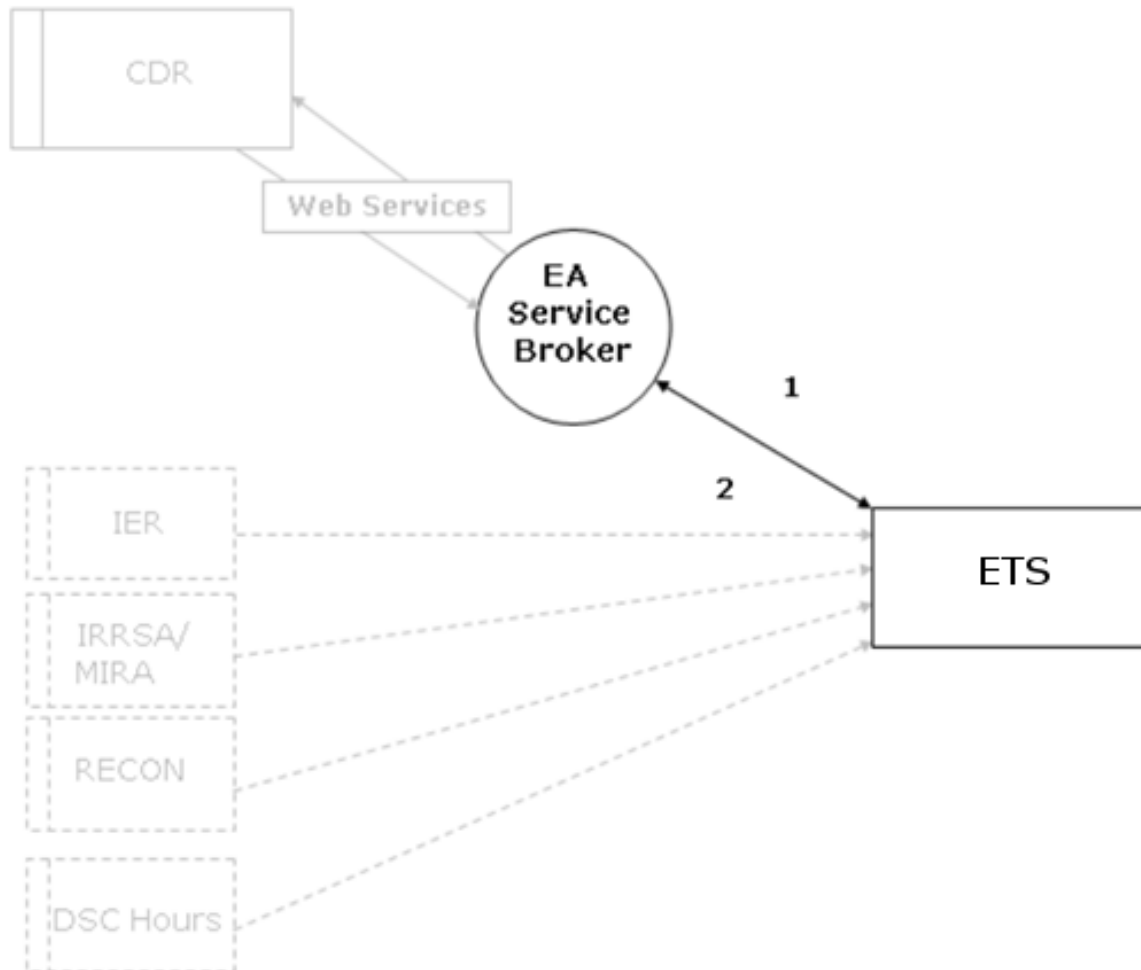 CDR
Web Services
EA
Service
Broker
1
2
IER
ETS
IRRSA/
MIRA
RECON
DSC Hours